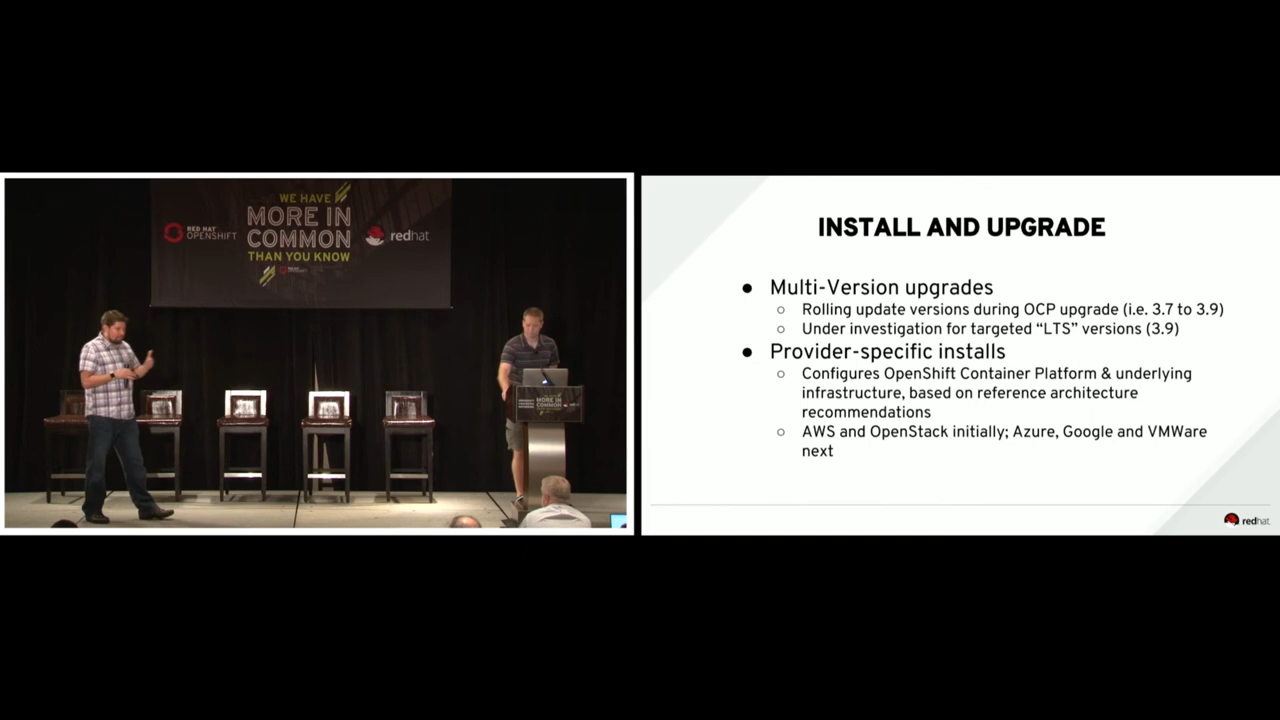 WE HAVE
MORE IN
COMMON
THAN YOU KNOW
RED HAT
OPENSHIFT
redhat
MORE IN
COMMON
INSTALL AND UPGRADE
● Multi-Version upgrades
○ Rolling update versions during OCP upgrade (i.e. 3.7 to 3.9)
○ Under investigation for targeted “LTS” versions (3.9)
● Provider-specific installs
○ Configures OpenShift Container Platform & underlying
infrastructure, based on reference architecture
recommendations
○ AWS and OpenStack initially; Azure, Google and VMWare
next
redhat